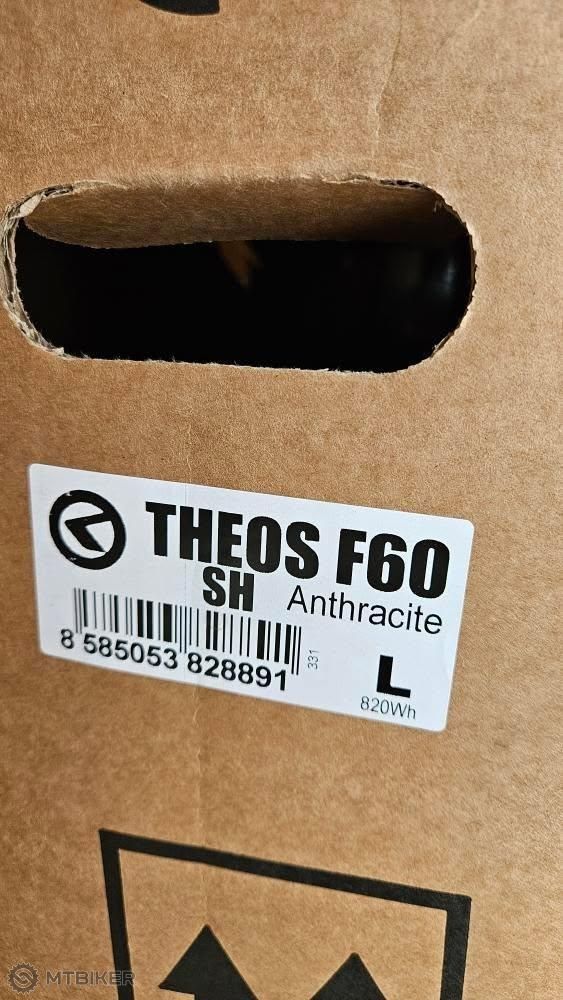 THEOS F60
SH Anthracite
8 585053 828891
331
L
820Wh
MTBIKER